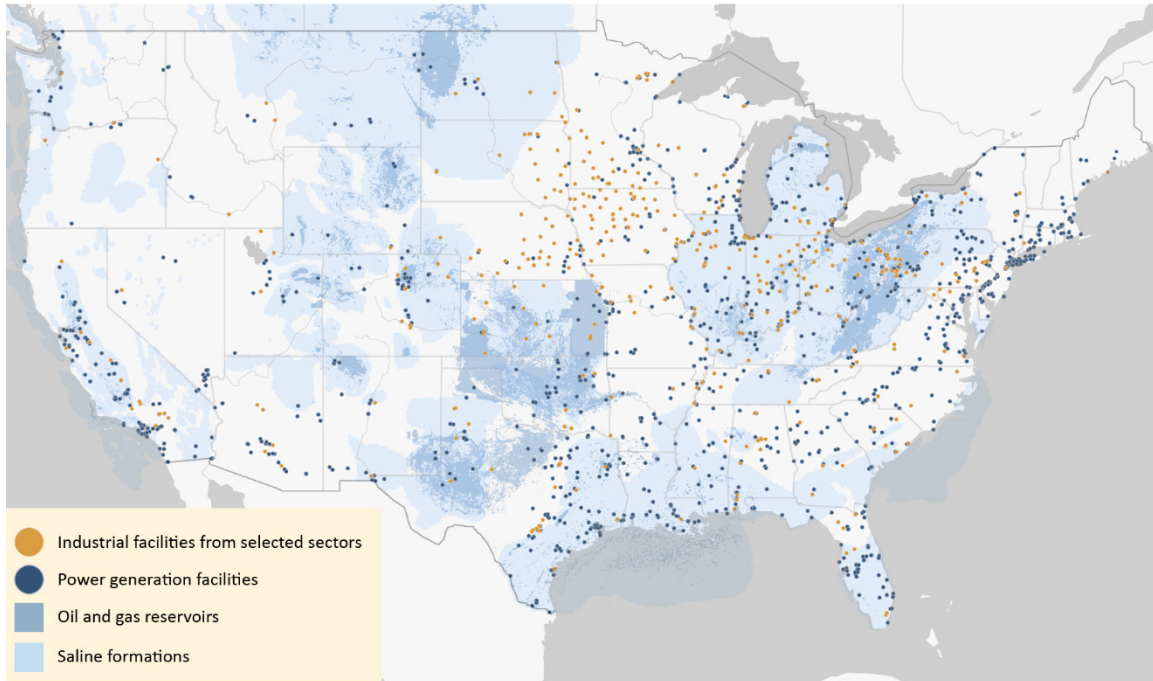 Industrial facilities from selected sectors
Power generation facilities
Oil and gas reservoirs
Saline formations